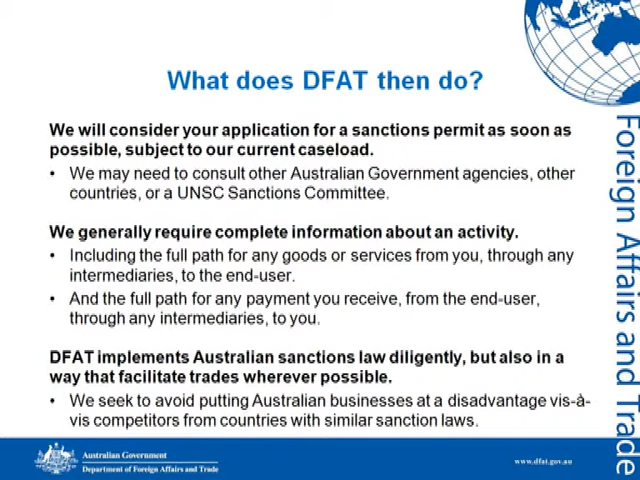 What does DFAT then do?
We will consider your application for a sanctions permit as soon as
possible, subject to our current caseload.
• We may need to consult other Australian Government agencies, other
countries, or a UNSC Sanctions Committee.
We generally require complete information about an activity.
• Including the full path for any goods or services from you, through any
intermediaries, to the end-user.
• And the full path for any payment you receive, from the end-user,
through any intermediaries, to you.
DFAT implements Australian sanctions law diligently, but also in a
way that facilitate trades wherever possible.
• We seek to avoid putting Australian businesses at a disadvantage vis-à-
vis competitors from countries with similar sanction laws.
Foreign Affairs and Trade
Australian Government
Department of Foreign Affairs and Trade
www.dfat.gov.au